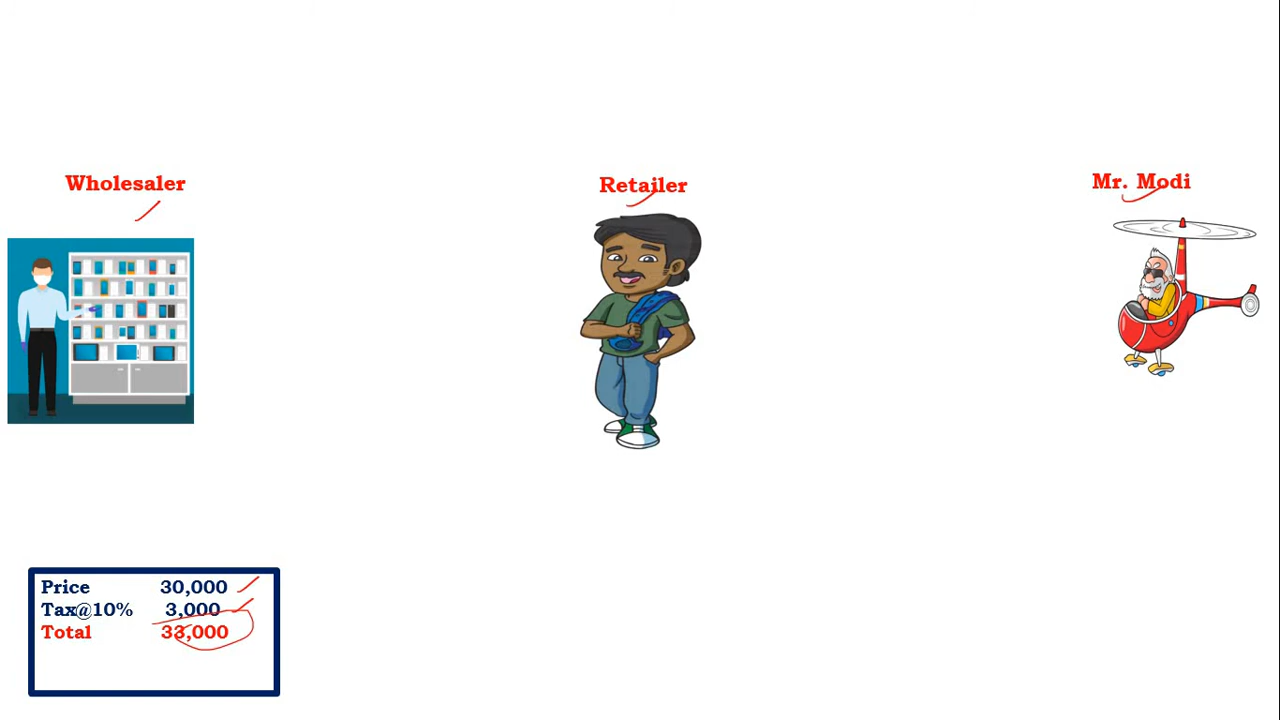 Wholesaler
Retailer
Mr. Modi
Price 30,000
Tax@10% 3,000
Total 33,000